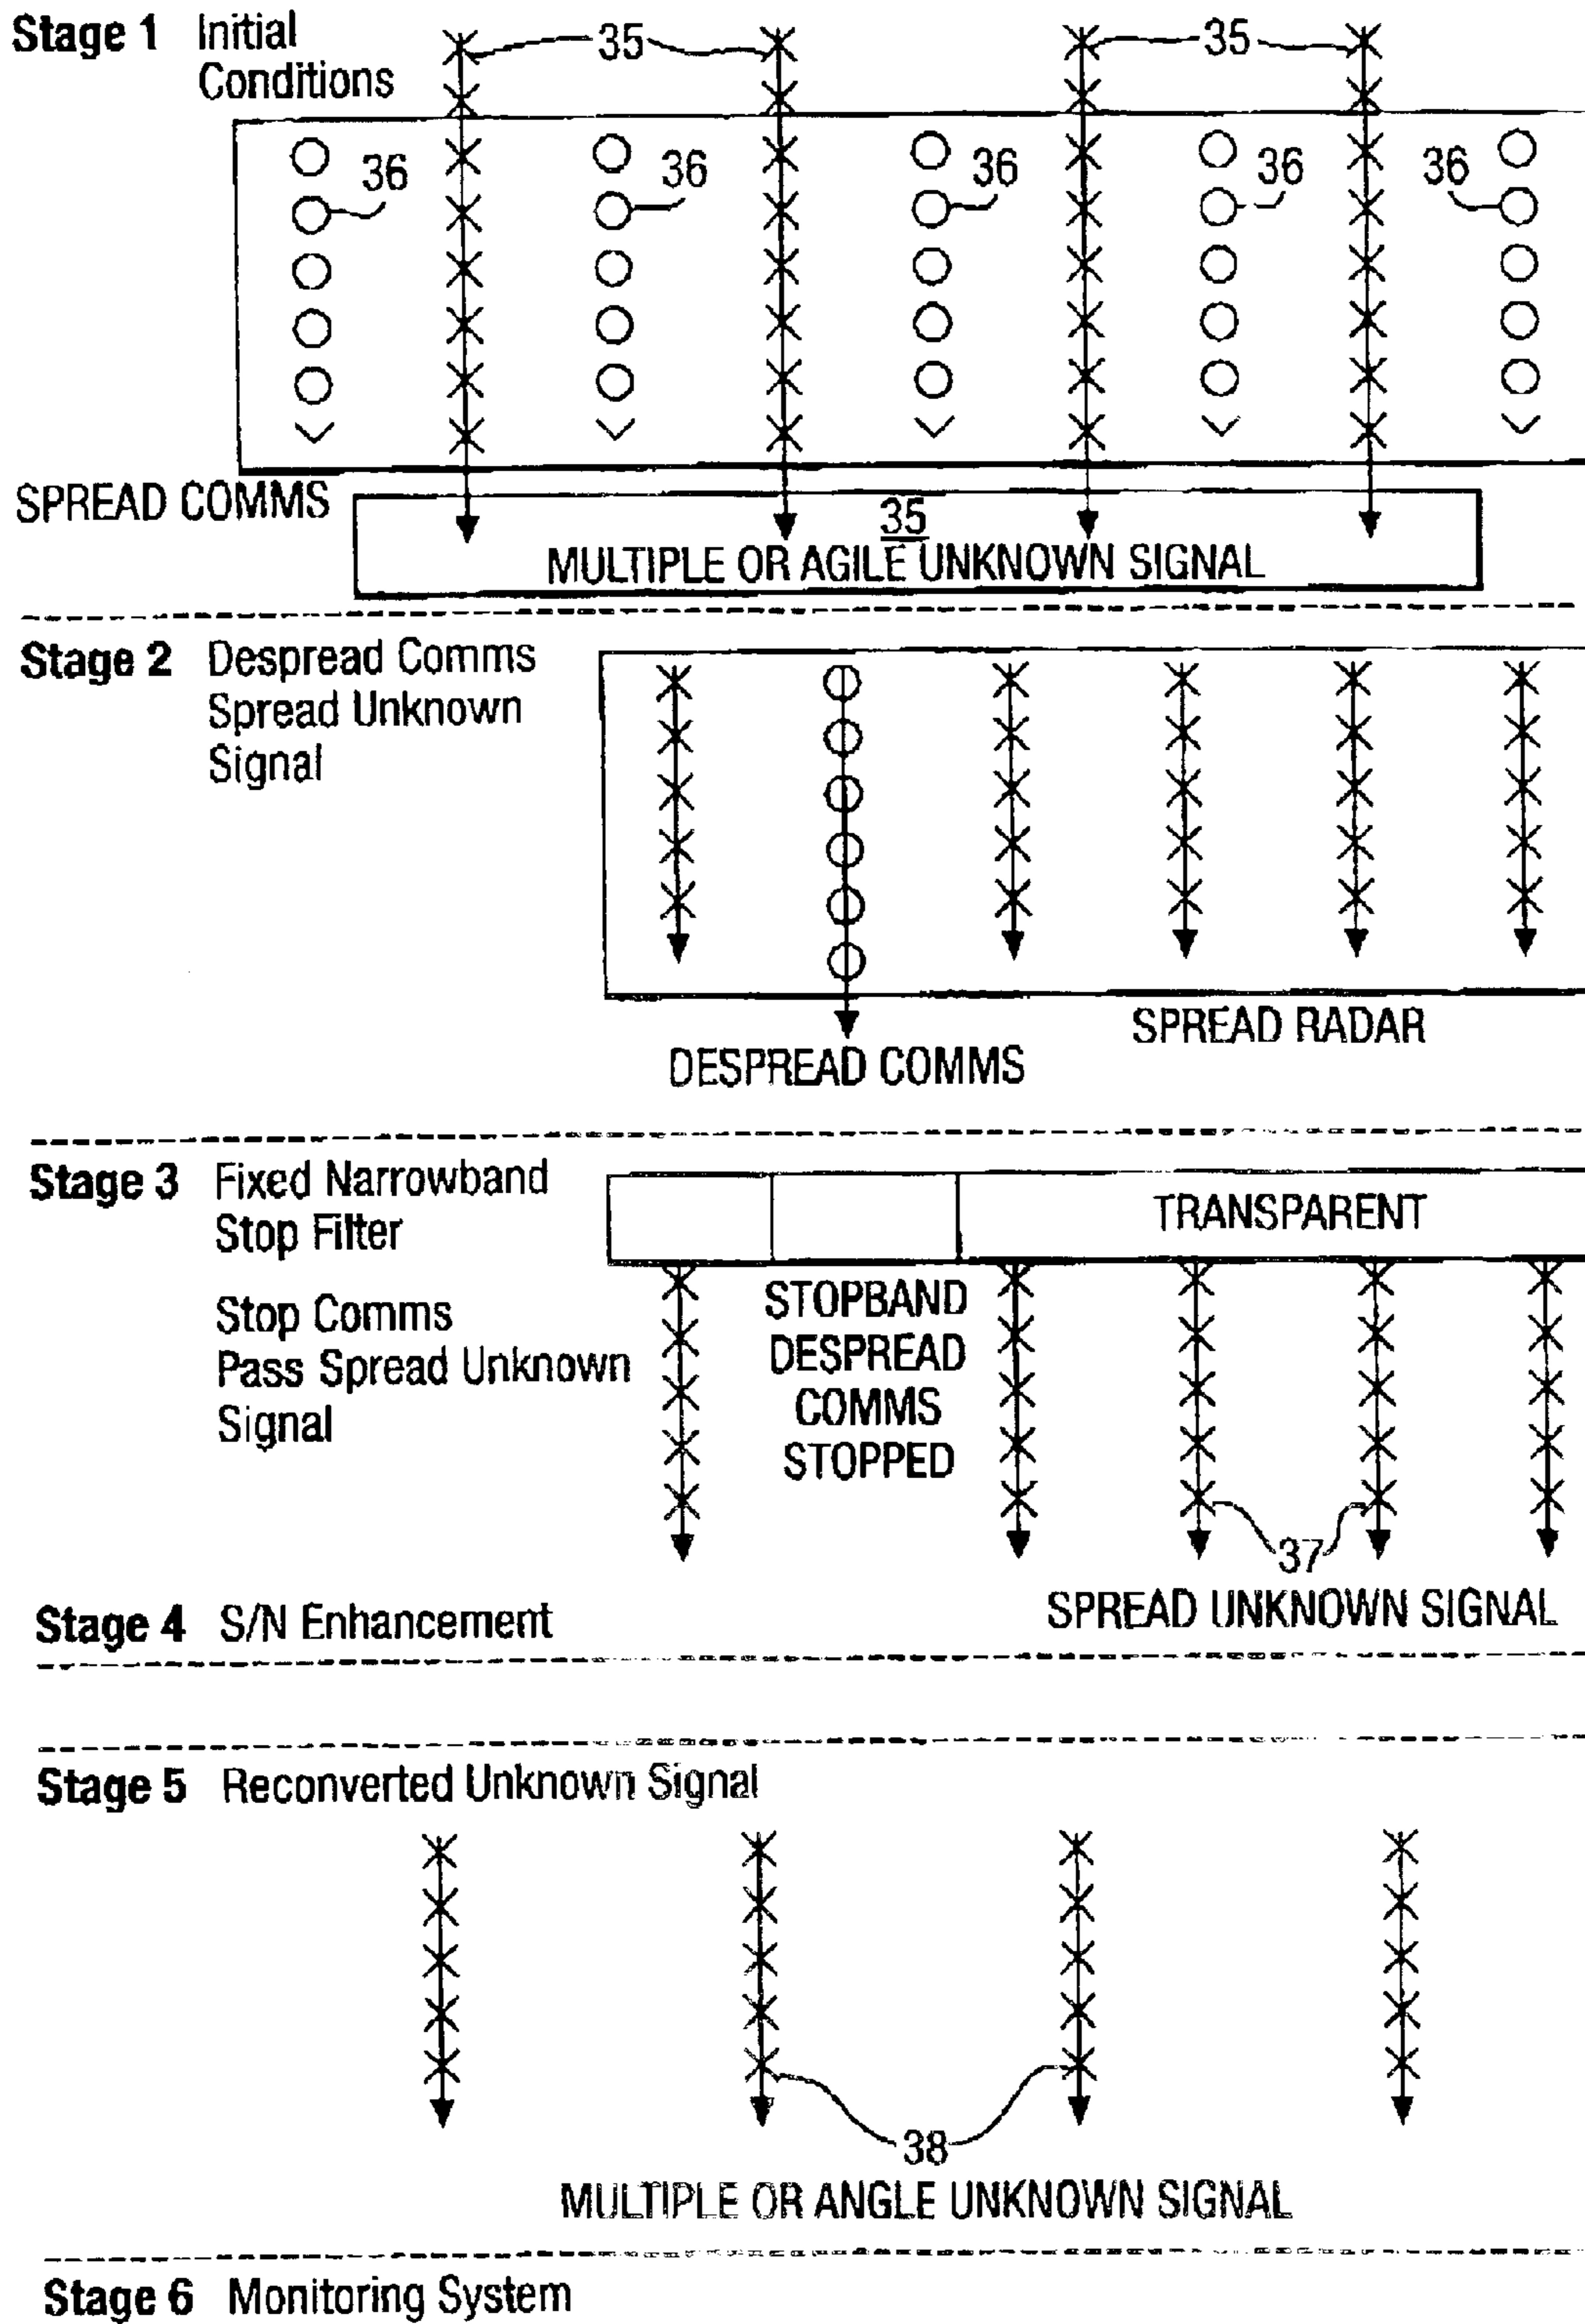 Stage 1 Initial
Conditions
35 35
36 36 36 36 36
SPREAD COMMS
35
MULTIPLE OR AGILE UNKNOWN SIGNAL
Stage 2 Despread Comms
Spread Unknown
Signal
SPREAD RADAR
DESPREAD COMMS
Stage 3 Fixed Narrowband
Stop Filter
TRANSPARENT
Stop Comms
Pass Spread Unknown
Signal
STOPBAND
DESPREAD
COMMS
STOPPED
37
SPREAD UNKNOWN SIGNAL
Stage 4 S/N Enhancement
Stage 5 Reconverted Unknown Signal
38
MULTIPLE OR ANGLE UNKNOWN SIGNAL
Stage 6 Monitoring System